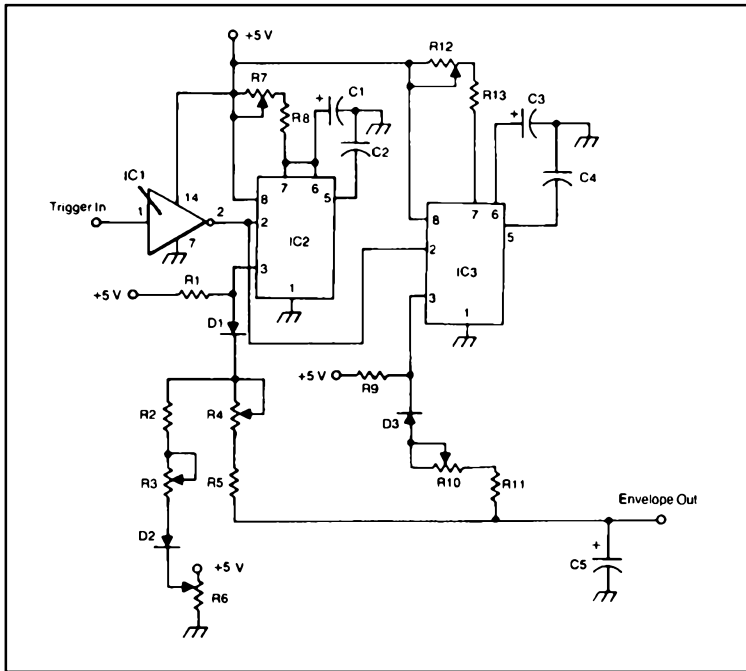 +5 V
R12
R7
C1
+
R13
C3
+
R8
C2
IC1
14
C4
7 6
5
7 6
5
Trigger In
1
2
8
2
8
7
IC2
2
IC3
3
R1
1
3
+5 V
1
D1
+5 V
R9
R2
R4
D3
R3
R5
R10
R11
Envelope Out
D2
+5 V
+
C5
R6